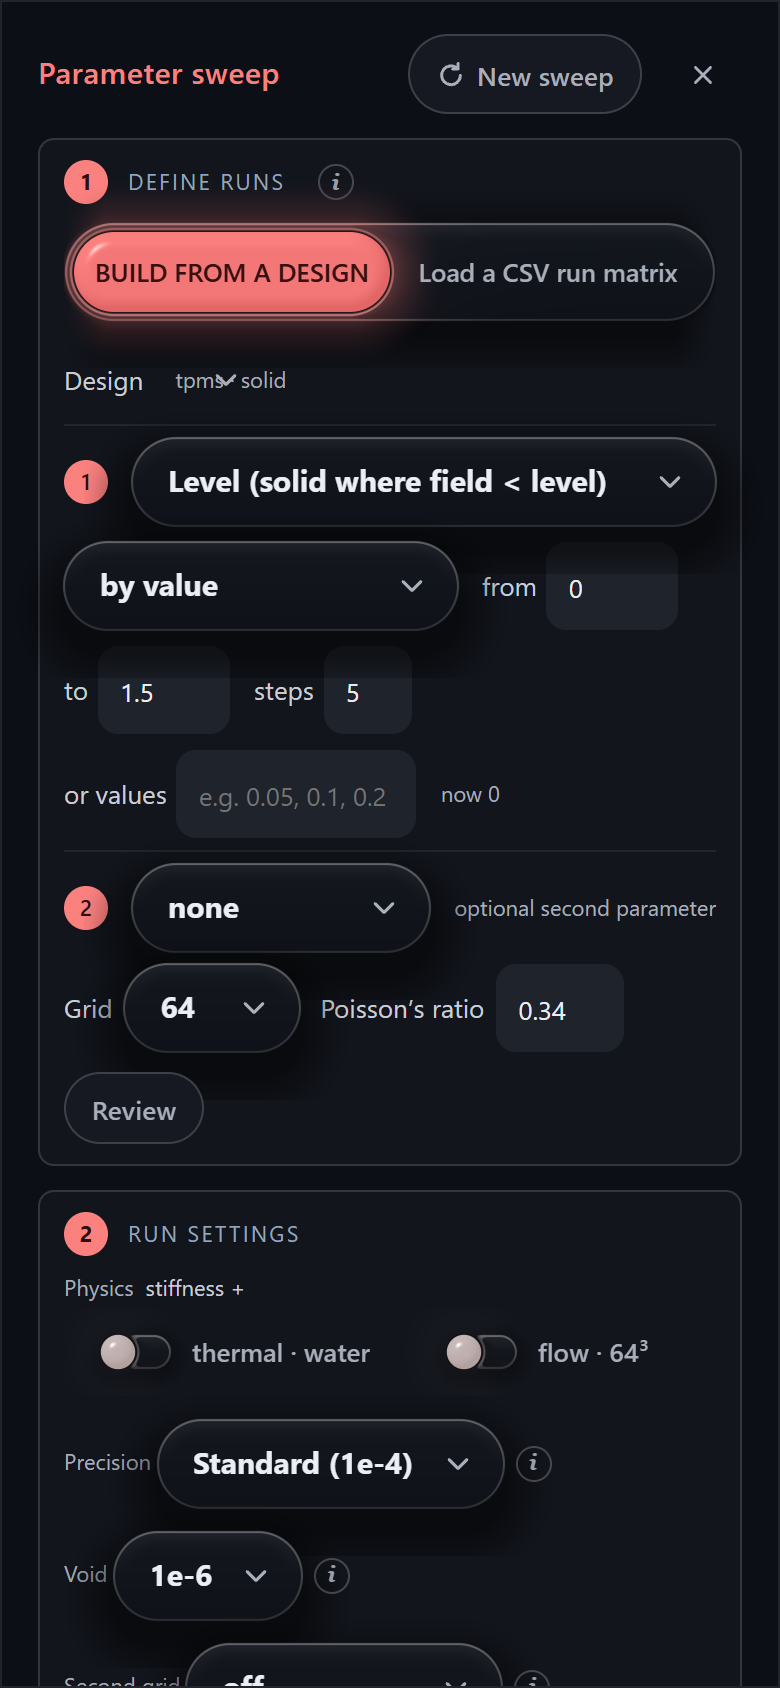 Parameter sweep
New sweep
1 DEFINE RUNS i
BUILD FROM A DESIGN Load a CSV run matrix
Design tpms · solid
1 Level (solid where field < level)
by value from 0
to 1.5 steps 5
or values e.g. 0.05, 0.1, 0.2 now 0
2 none optional second parameter
Grid 64 Poisson’s ratio 0.34
Review
2 RUN SETTINGS
Physics stiffness +
thermal · water flow · 64³
Precision Standard (1e-4) i
Void 1e-6 i
Second grid off i